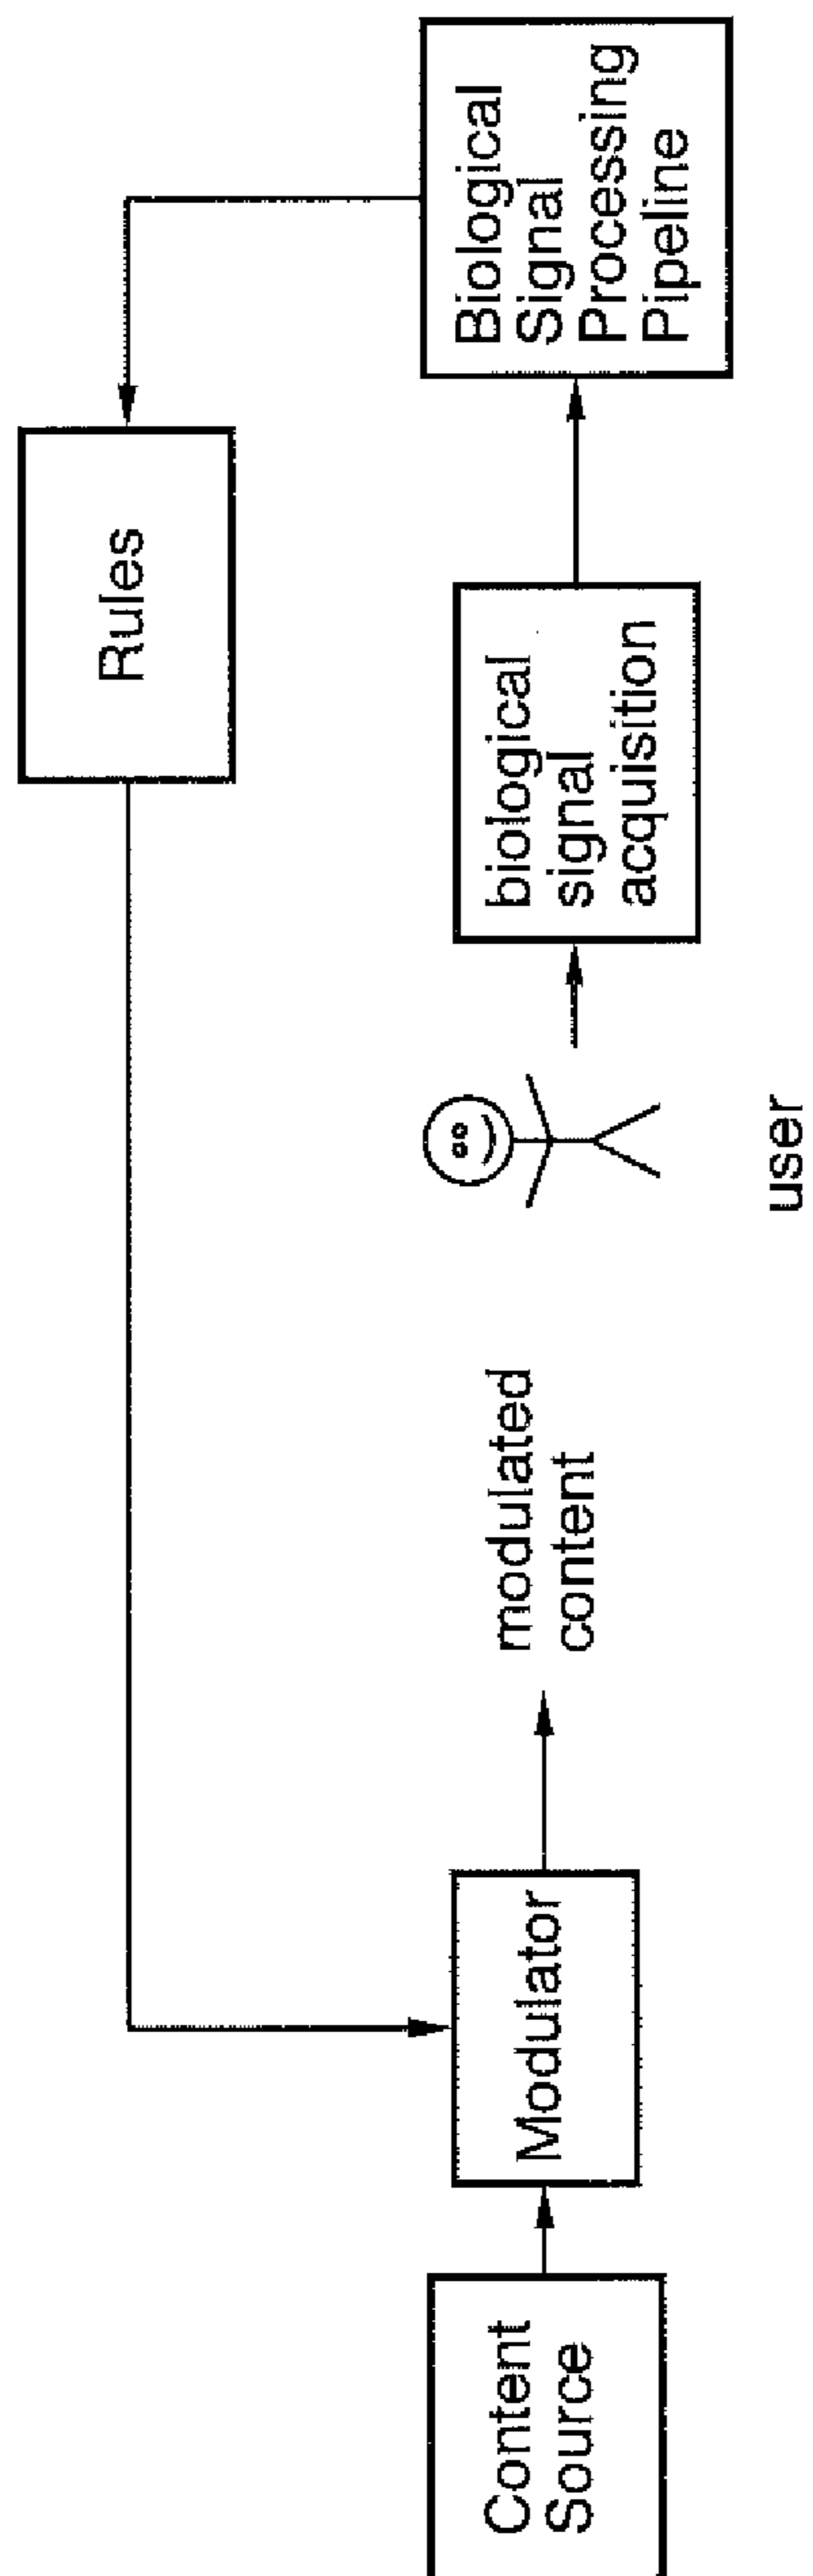 Rules
Content
Source
Modulator
modulated
content
user
biological
signal
acquisition
Biological
Signal
Processing
Pipeline